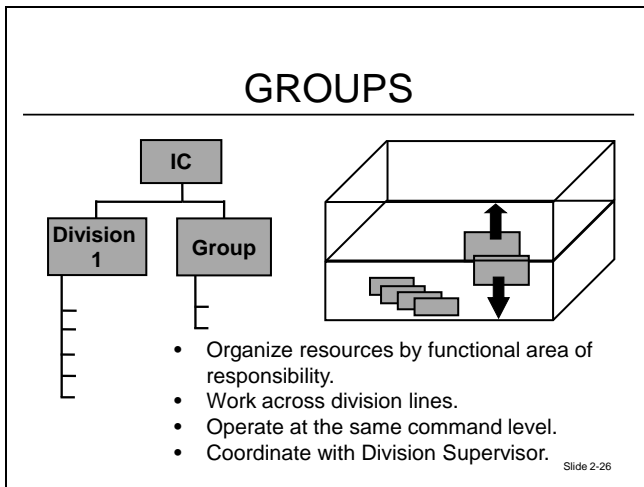 GROUPS
IC
Division
1
Group
• Organize resources by functional area of
responsibility.
• Work across division lines.
• Operate at the same command level.
• Coordinate with Division Supervisor.
Slide 2-26